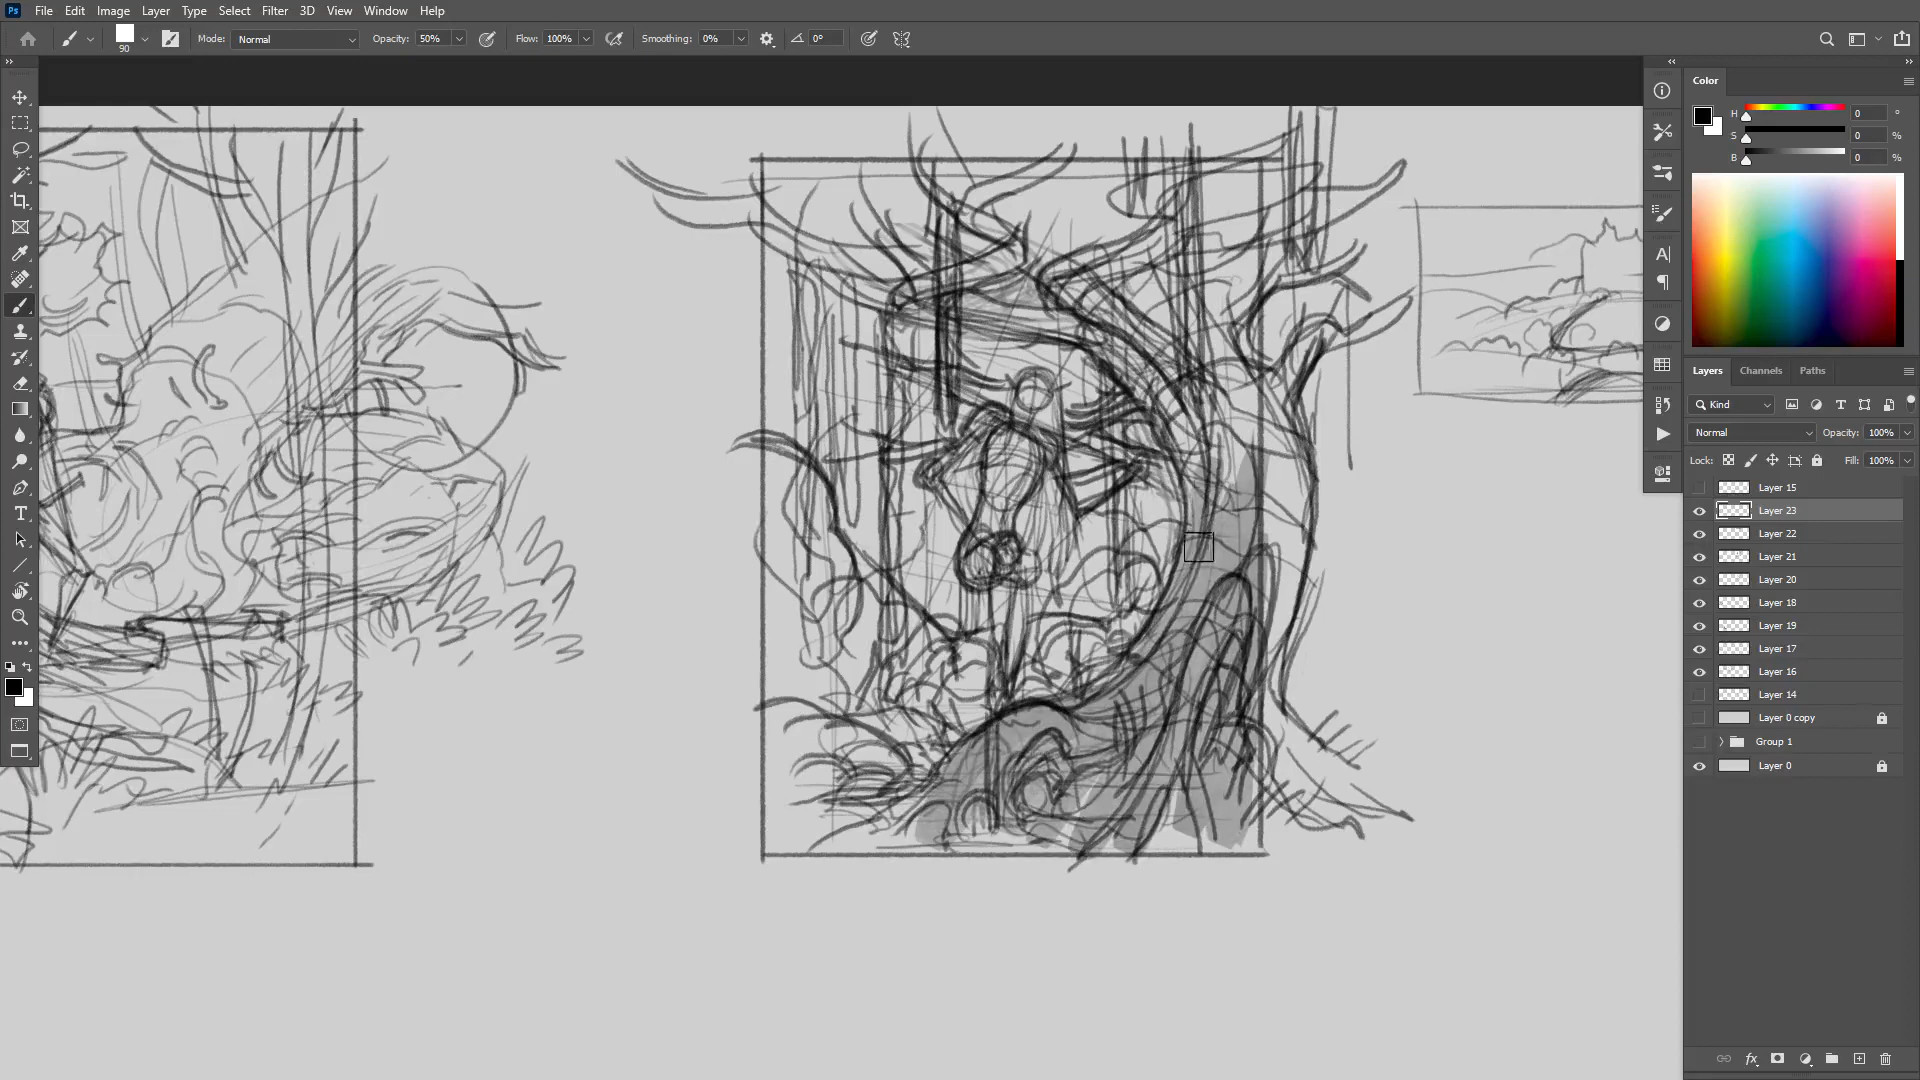 Ps File Edit Image Layer Type Select Filter 3D View Window Help
90 Mode: Normal Opacity: 50% Flow: 100% Smoothing: 0% 0°
Color
H 0 °
S 0 %
B 0 %
Layers Channels Paths
Kind
Normal Opacity: 100%
Lock: Fill: 100%
Layer 15
Layer 23
Layer 22
Layer 21
Layer 20
Layer 18
Layer 19
Layer 17
Layer 16
Layer 14
Layer 0 copy
Group 1
Layer 0
fx